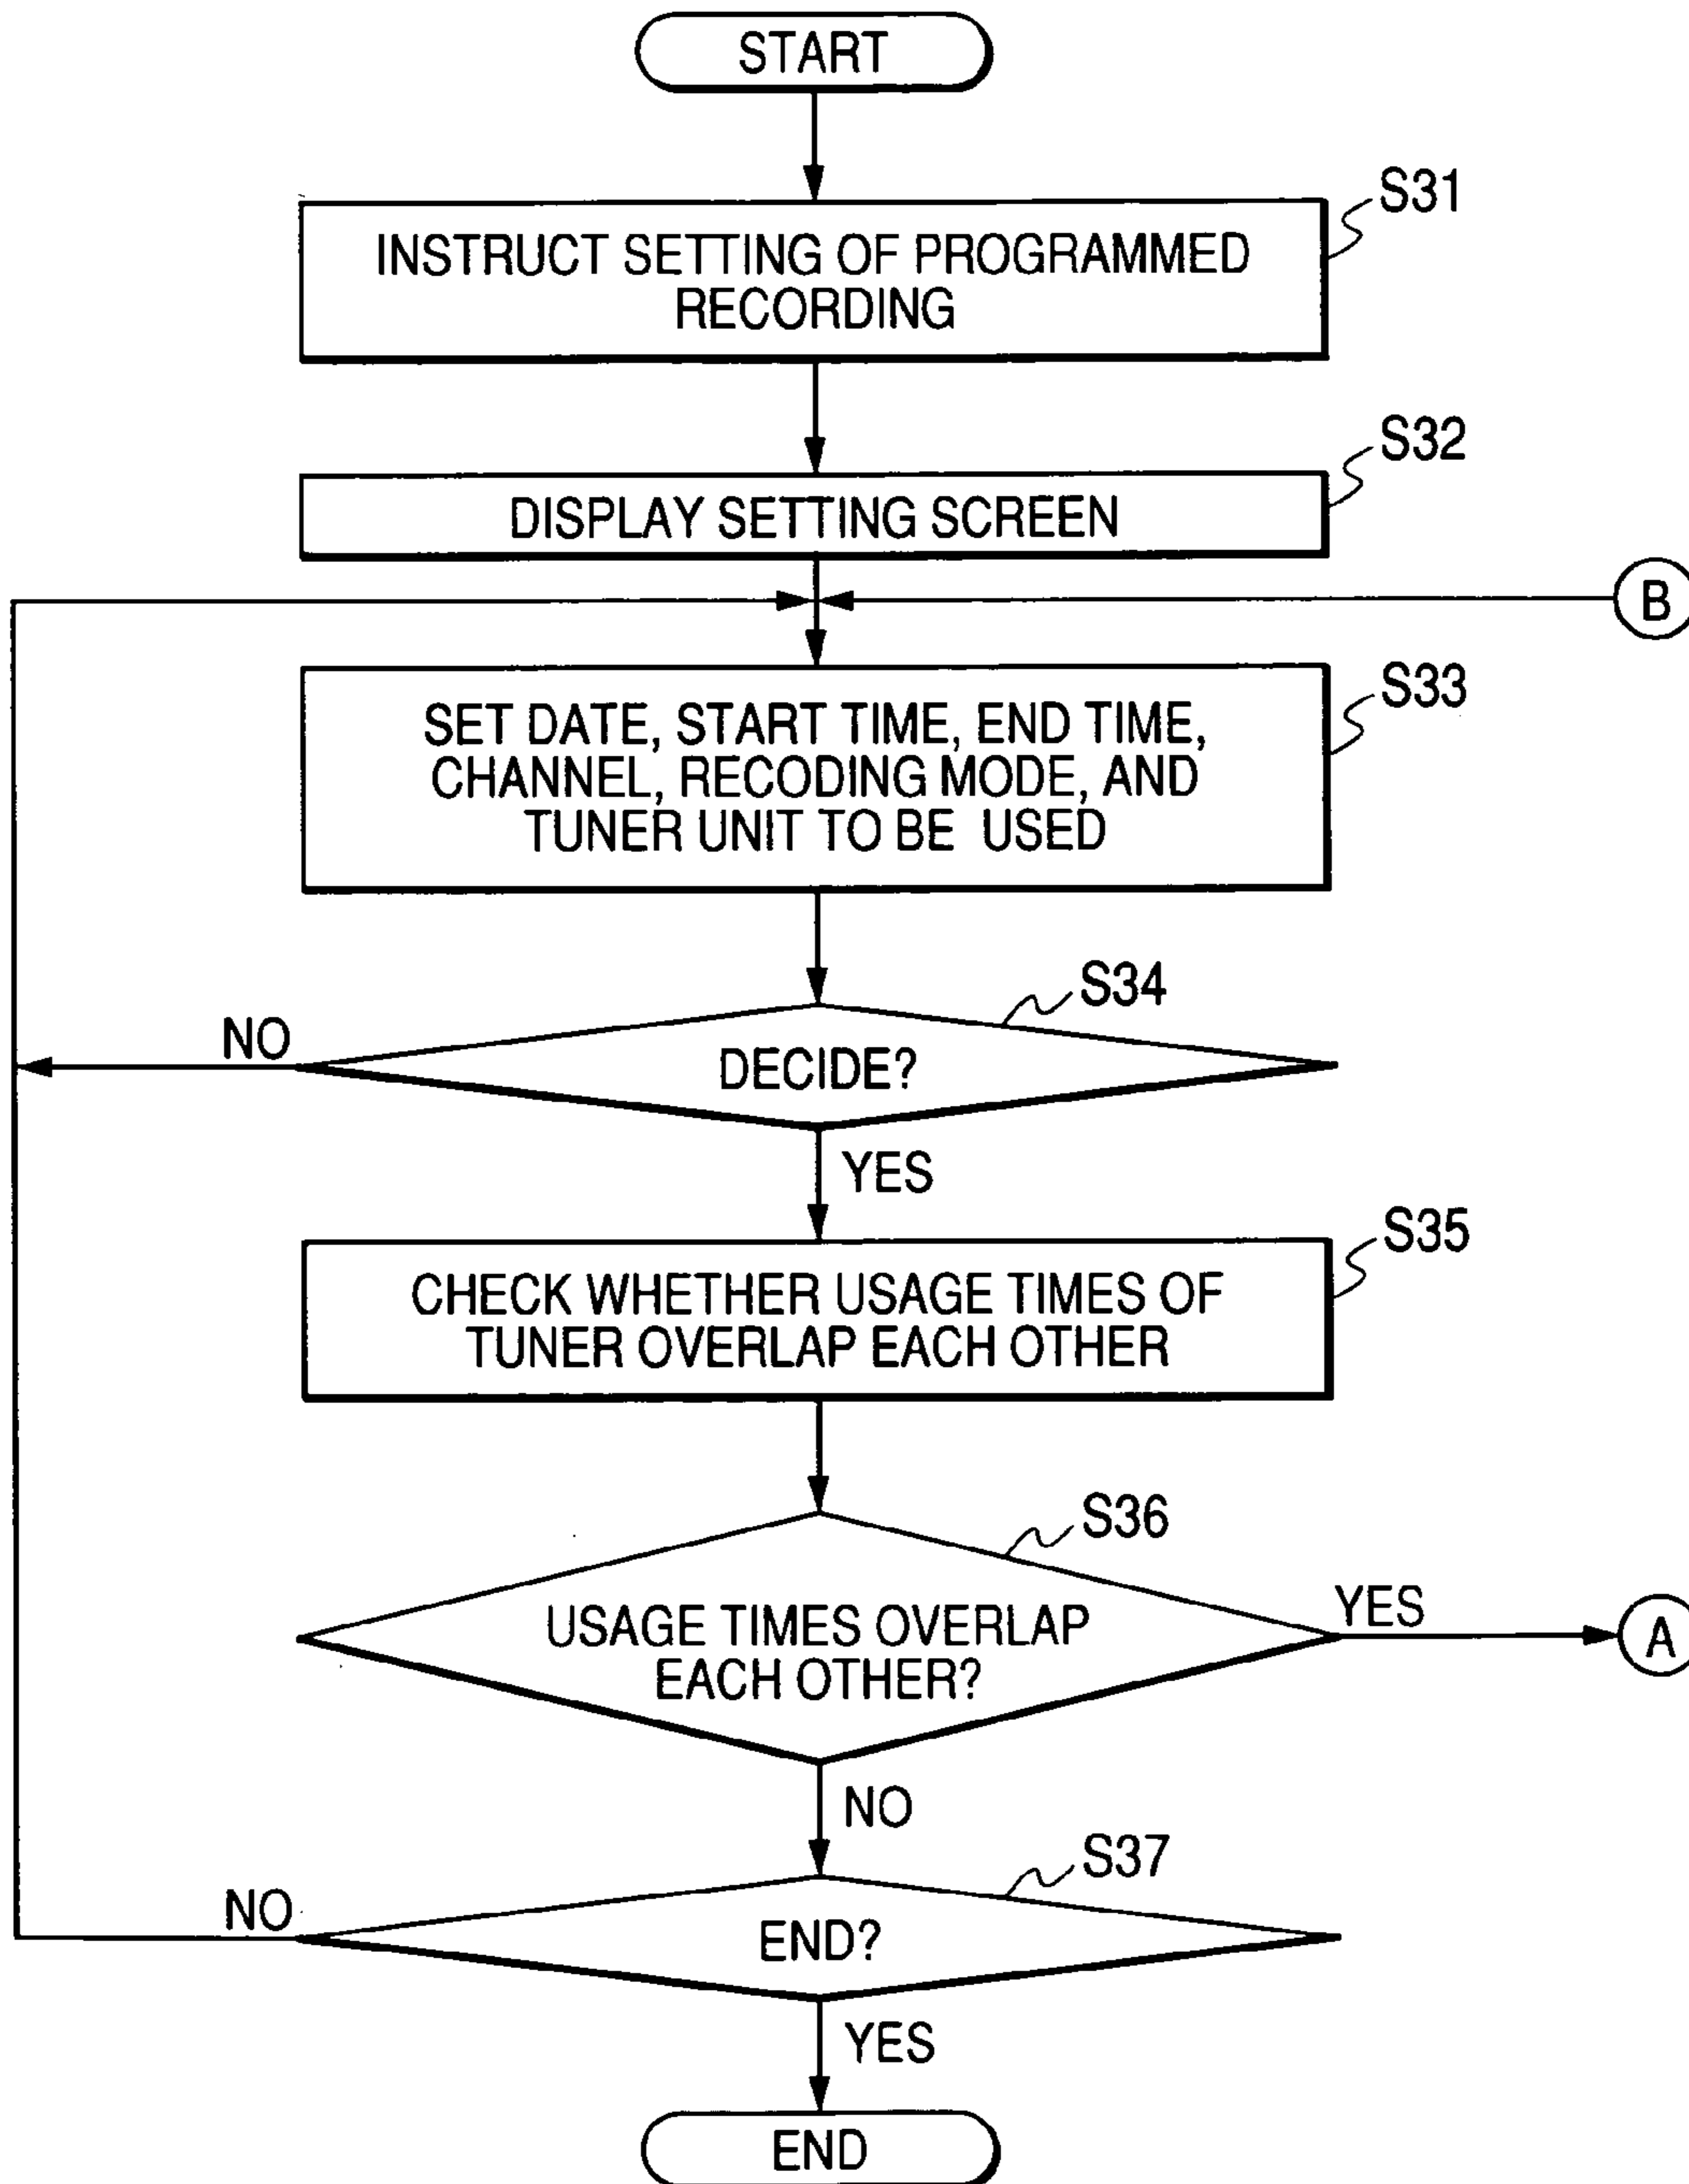 START
S31
INSTRUCT SETTING OF PROGRAMMED
RECORDING
S32
DISPLAY SETTING SCREEN
B
S33
SET DATE, START TIME, END TIME,
CHANNEL, RECODING MODE, AND
TUNER UNIT TO BE USED
S34
NO
DECIDE?
YES
S35
CHECK WHETHER USAGE TIMES OF
TUNER OVERLAP EACH OTHER
S36
YES
USAGE TIMES OVERLAP
EACH OTHER?
A
NO
S37
NO
END?
YES
END